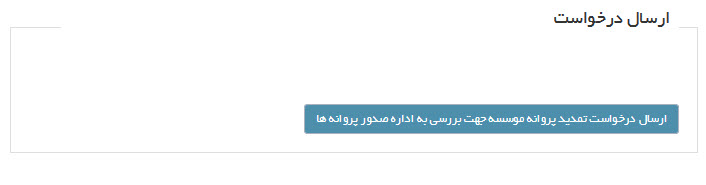 ارسال درخواست
ارسال درخواست تمدید پروانه موسسه جهت بررسی به اداره صدور پروانه ها